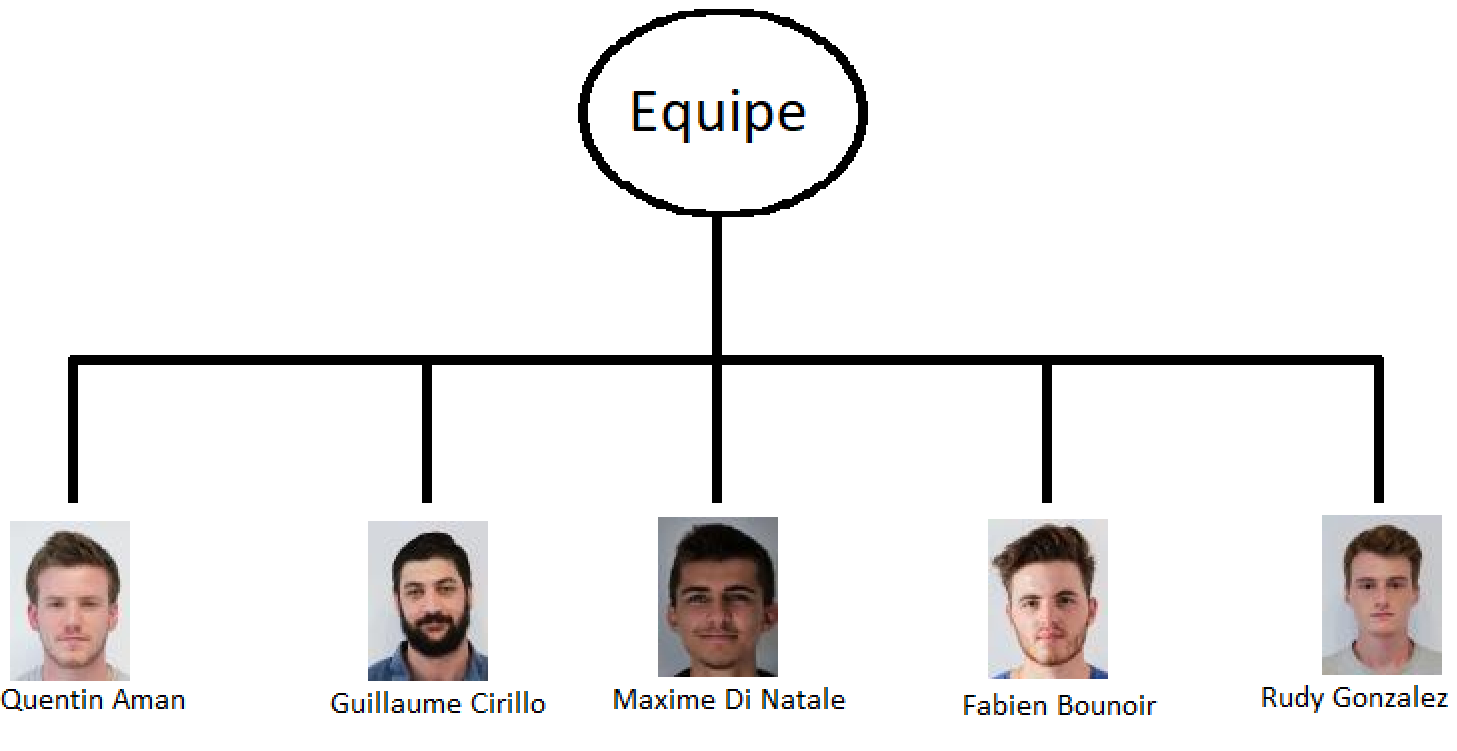 Equipe
Quentin Aman
Guillaume Cirillo
Maxime Di Natale
Fabien Bounoir
Rudy Gonzalez